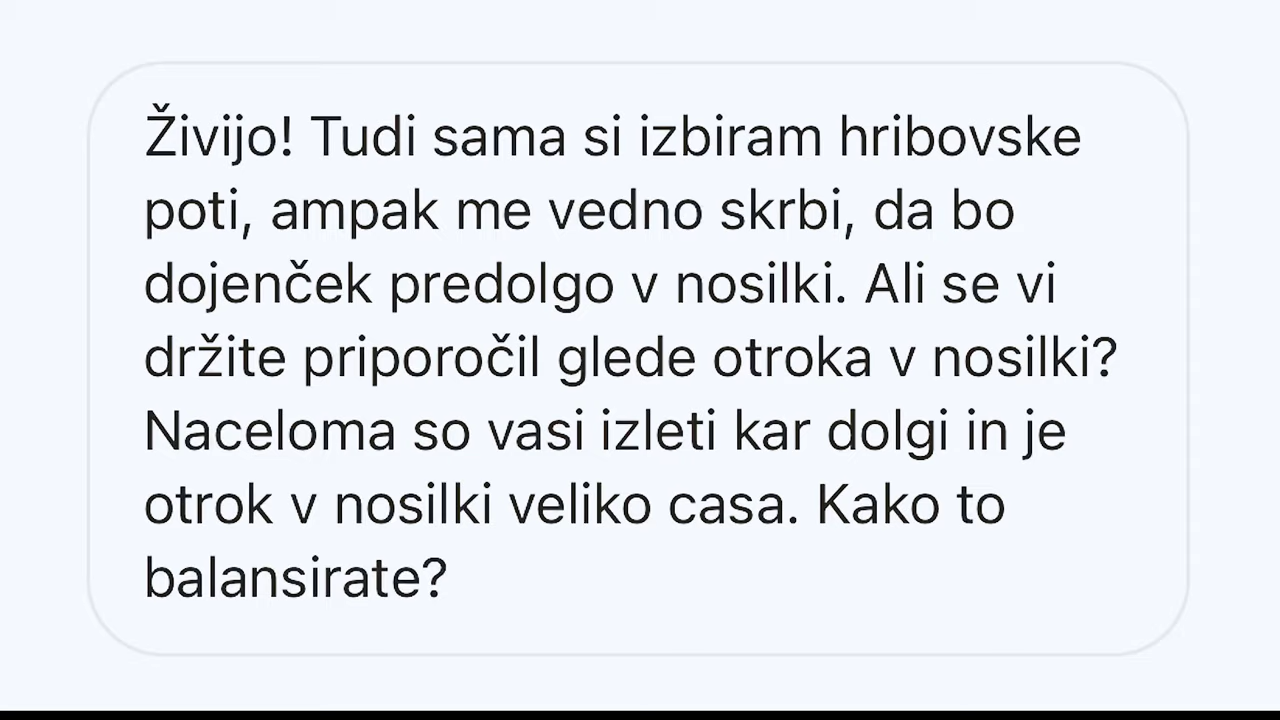 Živijo! Tudi sama si izbiram hribovske
poti, ampak me vedno skrbi, da bo
dojenček predolgo v nosilki. Ali se vi
držite priporočil glede otroka v nosilki?
Naceloma so vasi izleti kar dolgi in je
otrok v nosilki veliko casa. Kako to
balansirate?